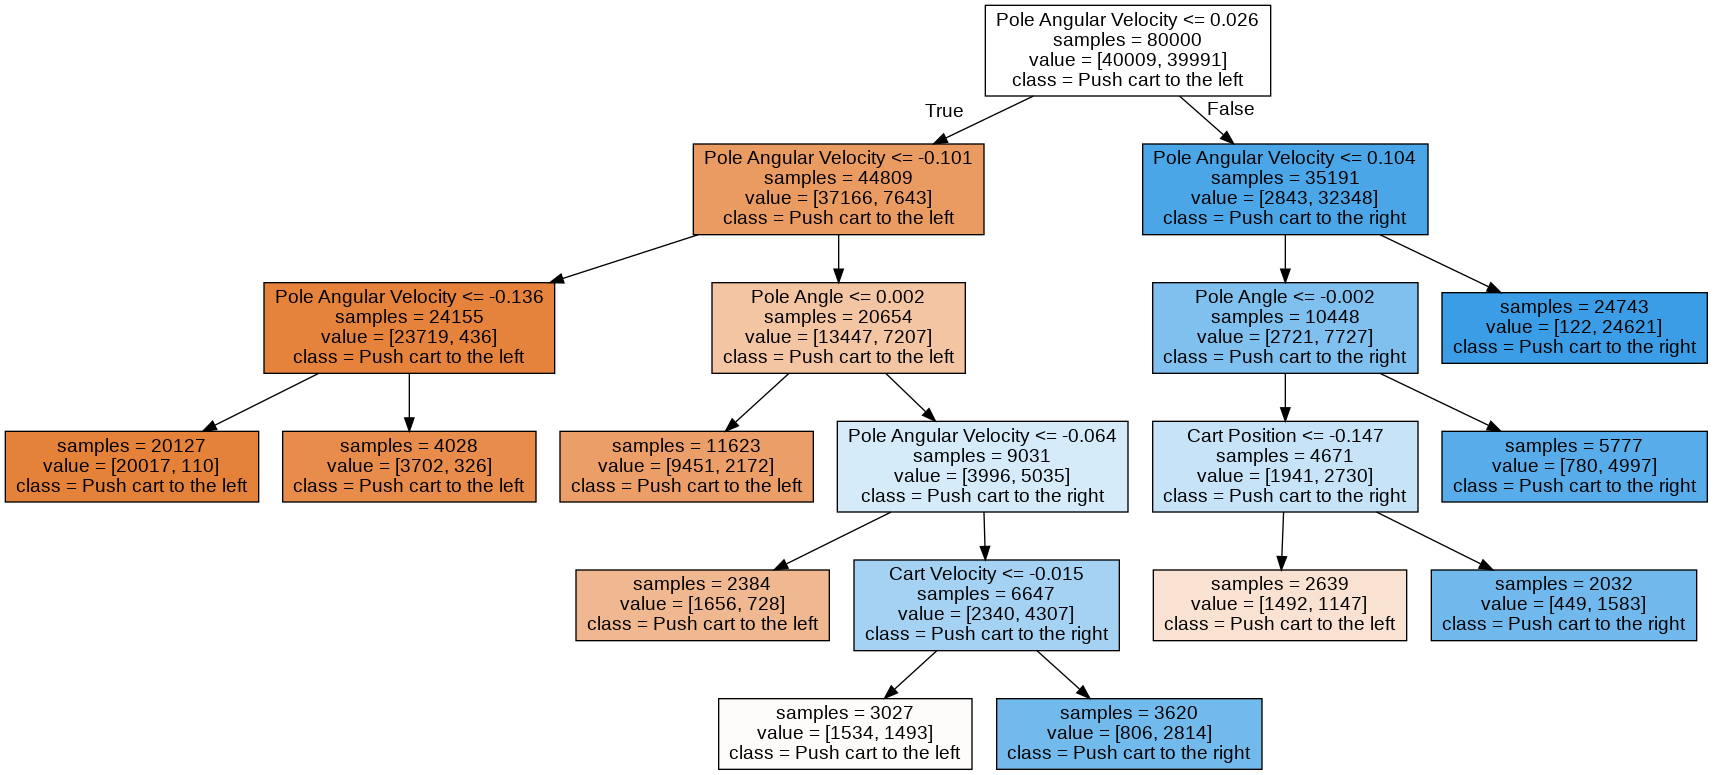 Pole Angular Velocity <= 0.026
samples = 80000
value = [40009, 39991]
class = Push cart to the left
True
False
Pole Angular Velocity <= -0.101
samples = 44809
value = [37166, 7643]
class = Push cart to the left
Pole Angular Velocity <= 0.104
samples = 35191
value = [2843, 32348]
class = Push cart to the right
Pole Angular Velocity <= -0.136
samples = 24155
value = [23719, 436]
class = Push cart to the left
Pole Angle <= 0.002
samples = 20654
value = [13447, 7207]
class = Push cart to the left
Pole Angle <= -0.002
samples = 10448
value = [2721, 7727]
class = Push cart to the right
samples = 24743
value = [122, 24621]
class = Push cart to the right
samples = 20127
value = [20017, 110]
class = Push cart to the left
samples = 4028
value = [3702, 326]
class = Push cart to the left
samples = 11623
value = [9451, 2172]
class = Push cart to the left
Pole Angular Velocity <= -0.064
samples = 9031
value = [3996, 5035]
class = Push cart to the right
Cart Position <= -0.147
samples = 4671
value = [1941, 2730]
class = Push cart to the right
samples = 5777
value = [780, 4997]
class = Push cart to the right
samples = 2384
value = [1656, 728]
class = Push cart to the left
Cart Velocity <= -0.015
samples = 6647
value = [2340, 4307]
class = Push cart to the right
samples = 2639
value = [1492, 1147]
class = Push cart to the left
samples = 2032
value = [449, 1583]
class = Push cart to the right
samples = 3027
value = [1534, 1493]
class = Push cart to the left
samples = 3620
value = [806, 2814]
class = Push cart to the right